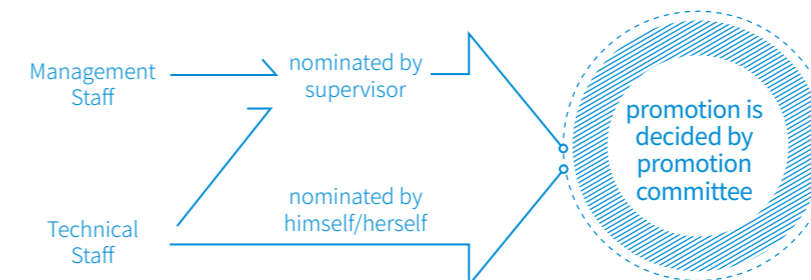 Management
Staff
nominated by
supervisor
promotion is
decided by
promotion
committee
nominated by
himself/herself
Technical
Staff